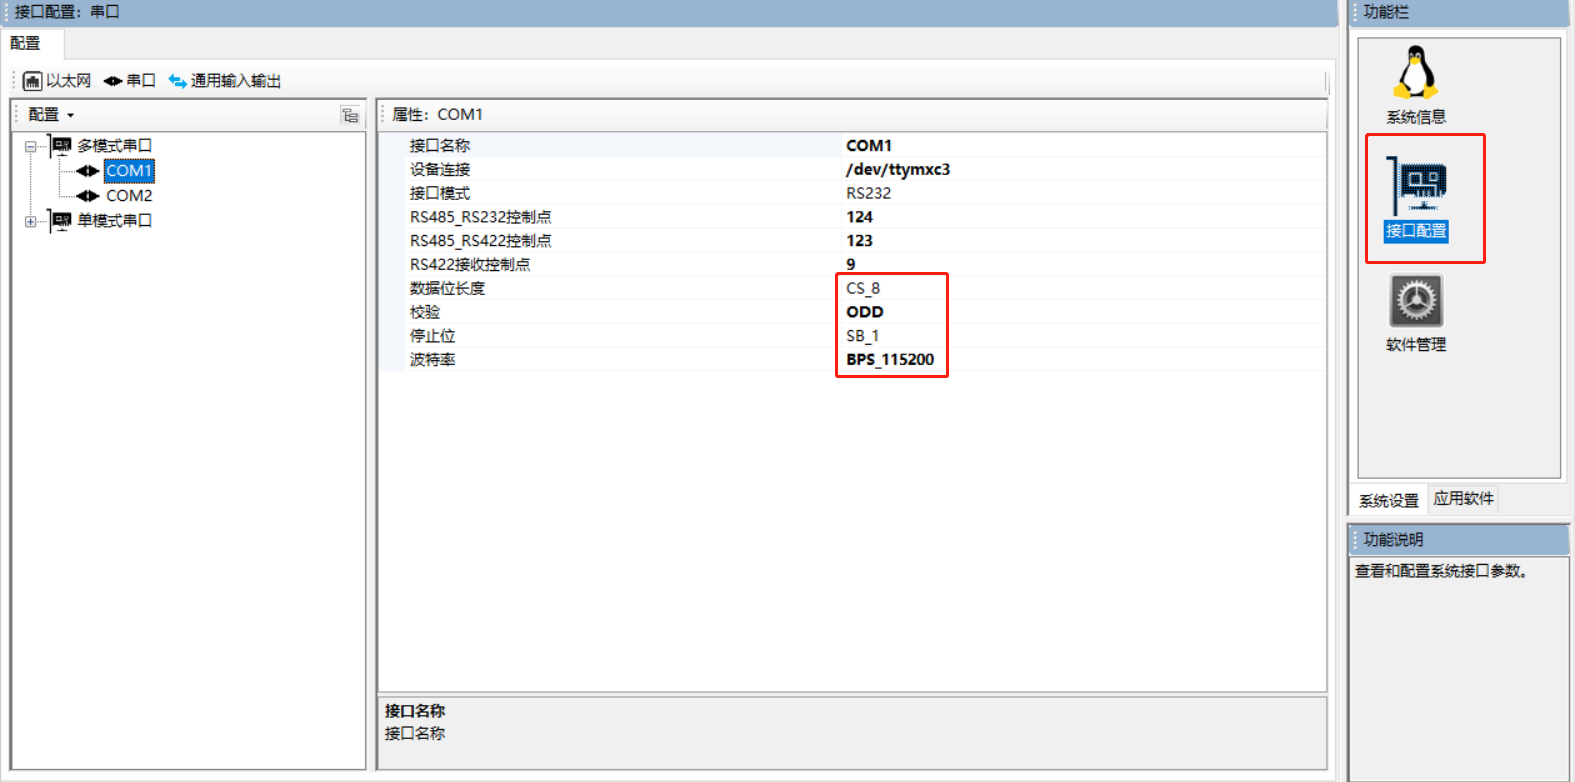 接口配置：串口
配置
以太网 串口 通用输入输出
配置
多模式串口
COM1
COM2
单模式串口
属性：COM1
接口名称 COM1
设备连接 /dev/ttymxc3
接口模式 RS232
RS485_RS232控制点 124
RS485_RS422控制点 123
RS422接收控制点 9
数据位长度 CS_8
校验 ODD
停止位 SB_1
波特率 BPS_115200
接口名称
接口名称
功能栏
系统信息
接口配置
软件管理
系统设置 应用软件
功能说明
查看和配置系统接口参数。